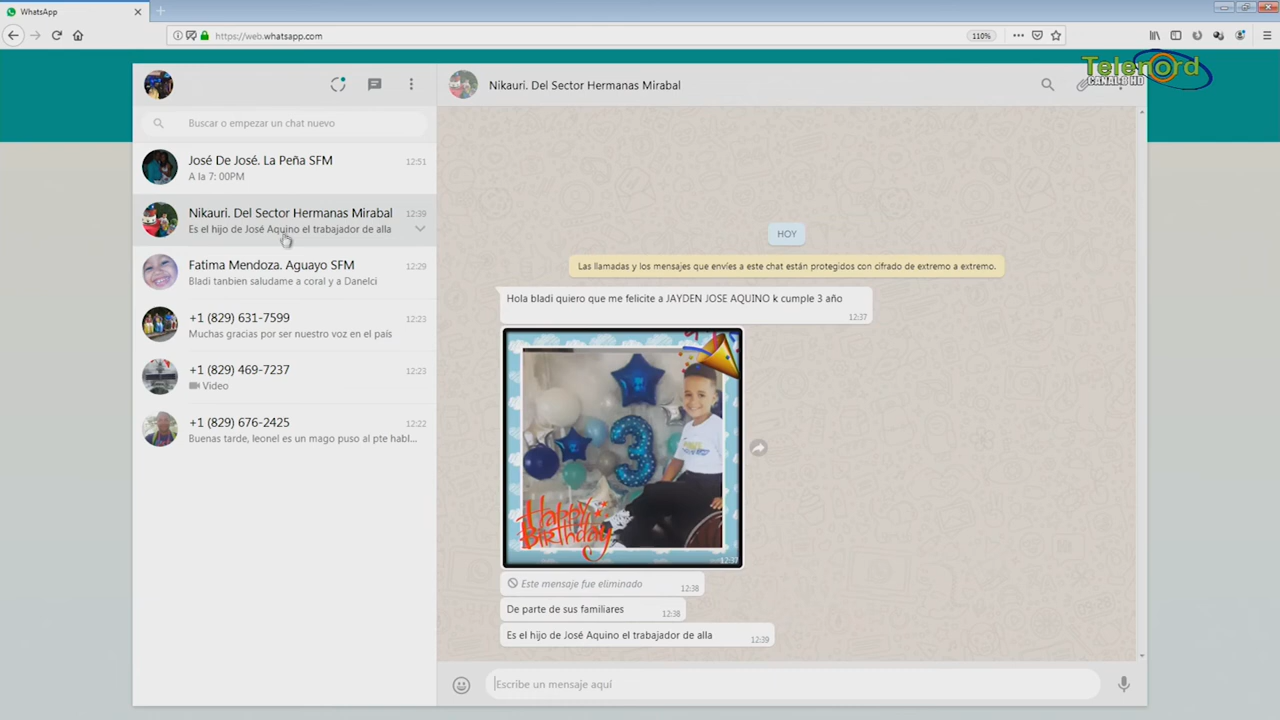 WhatsApp
https://web.whatsapp.com
110%
Telenord
CANAL 8 HD
Nikauri. Del Sector Hermanas Mirabal
Buscar o empezar un chat nuevo
José De José. La Peña SFM
12:51
A la 7: 00PM
Nikauri. Del Sector Hermanas Mirabal
12:39
Es el hijo de José Aquino el trabajador de alla
Fatima Mendoza. Aguayo SFM
12:29
Bladi tanbien saludame a coral y a Danelci
+1 (829) 631-7599
12:23
Muchas gracias por ser nuestro voz en el país
+1 (829) 469-7237
12:23
Video
+1 (829) 676-2425
12:22
Buenas tarde, leonel es un mago puso al pte habl...
HOY
Las llamadas y los mensajes que envíes a este chat están protegidos con cifrado de extremo a extremo.
Hola bladi quiero que me felicite a JAYDEN JOSE AQUINO k cumple 3 año
12:37
3
Happy
BIRTHday
12:37
Este mensaje fue eliminado
12:38
De parte de sus familiares
12:38
Es el hijo de José Aquino el trabajador de alla
12:39
Escribe un mensaje aquí